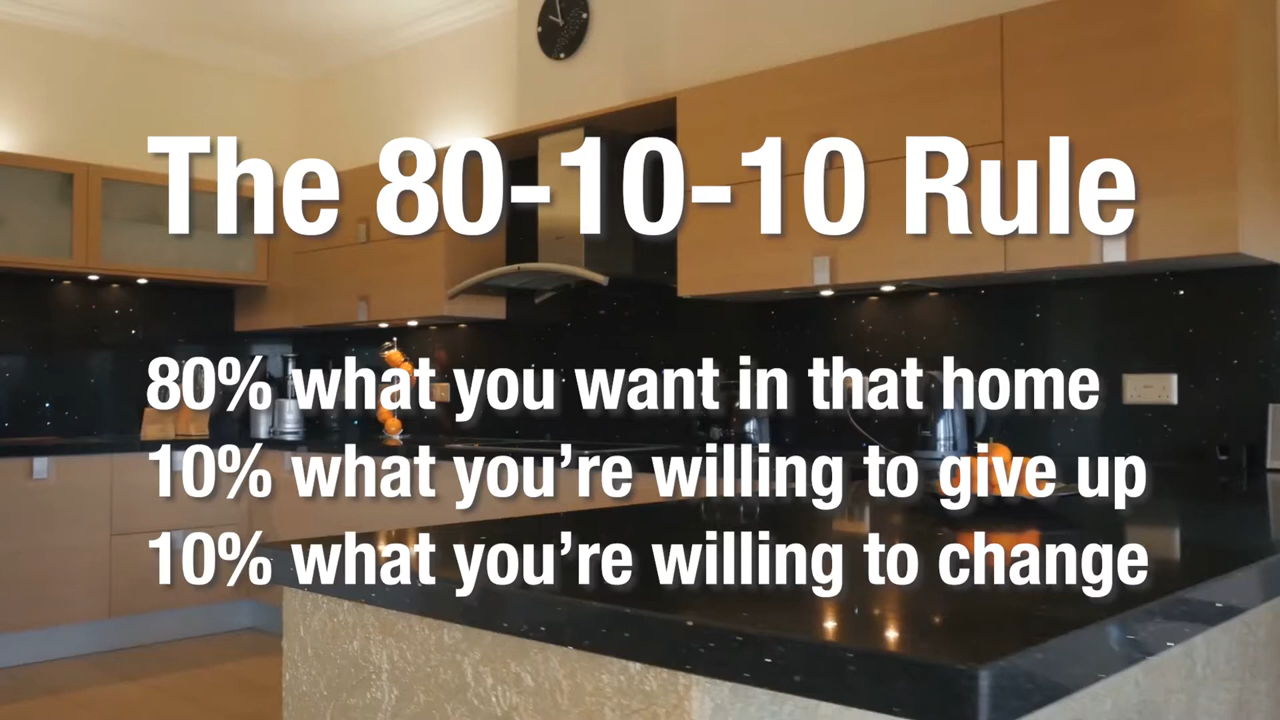 The 80-10-10 Rule
80% what you want in that home
10% what you’re willing to give up
10% what you’re willing to change